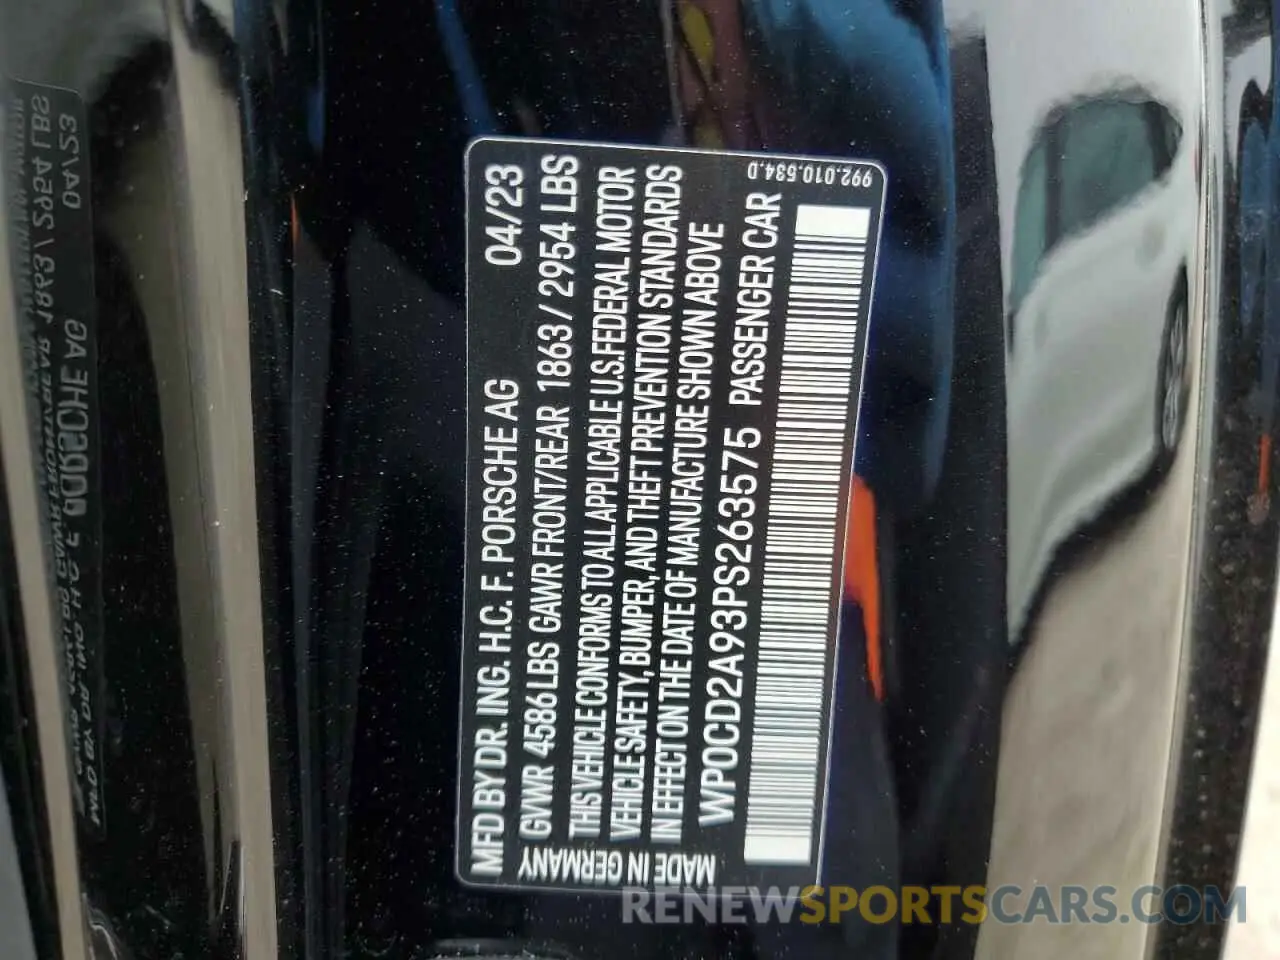 MFD BY DR. ING. H.C. F. PORSCHE AG 04/23
GVWR 4586 LBS GAWR FRONT/REAR 1863 / 2954 LBS
THIS VEHICLE CONFORMS TO ALL APPLICABLE U.S. FEDERAL MOTOR
VEHICLE SAFETY, BUMPER, AND THEFT PREVENTION STANDARDS
IN EFFECT ON THE DATE OF MANUFACTURE SHOWN ABOVE
WP0CD2A93PS263575 PASSENGER CAR
MADE IN GERMANY
992.010.534.D
RENEWSPORTSCARS.COM